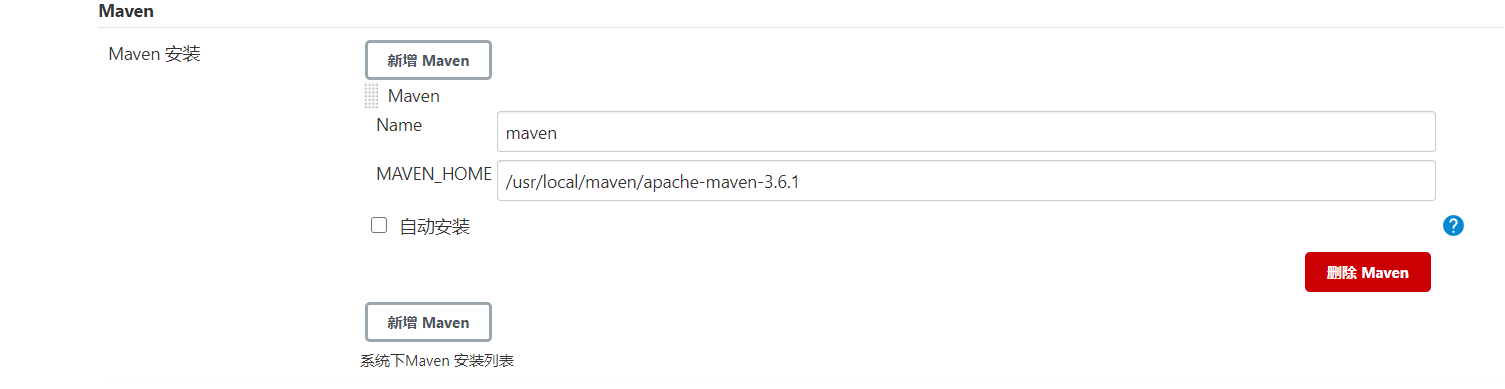 Maven
Maven 安装
新增 Maven
Maven
Name
maven
MAVEN_HOME
/usr/local/maven/apache-maven-3.6.1
自动安装
?
删除 Maven
新增 Maven
系统下Maven 安装列表